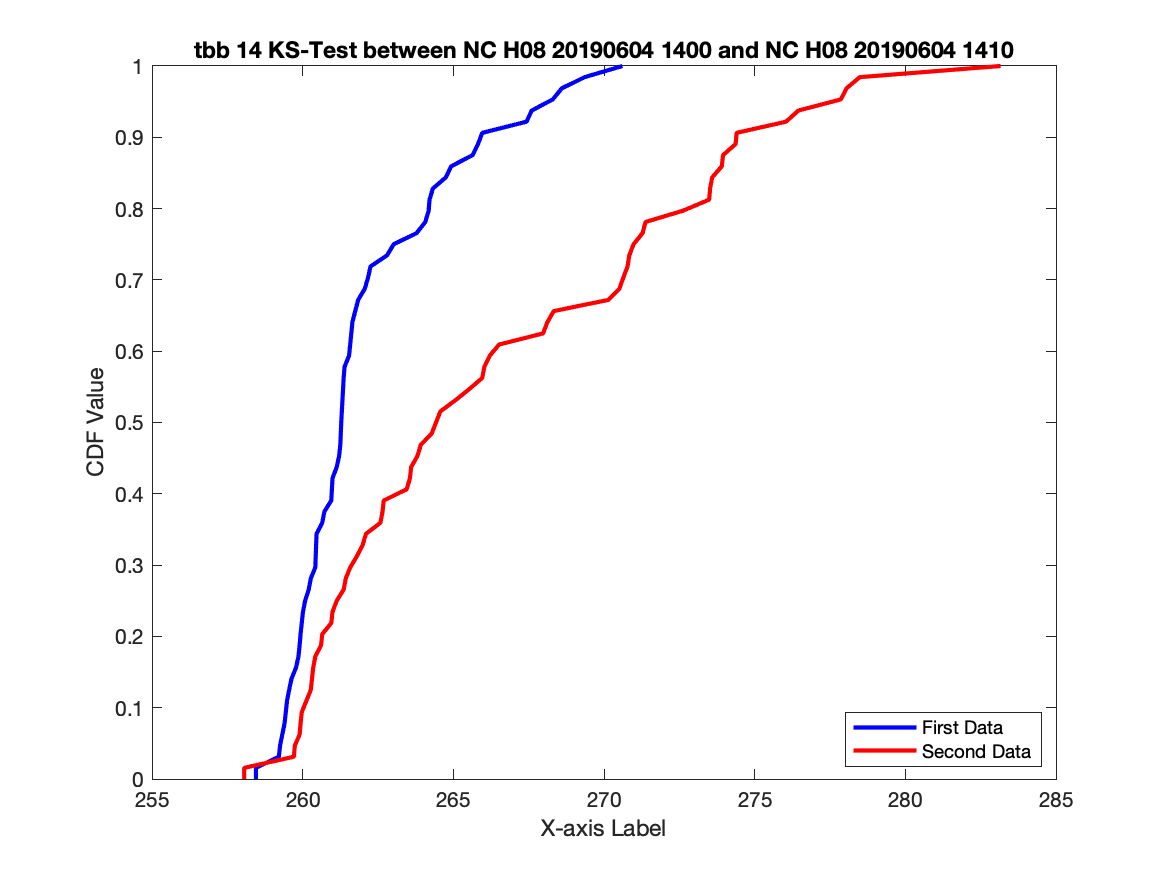 tbb 14 KS-Test between NC H08 20190604 1400 and NC H08 20190604 1410
1
0.9
0.8
0.7
0.6
0.5
0.4
0.3
0.2
0.1
0
CDF Value
255 260 265 270 275 280 285
X-axis Label
First Data
Second Data